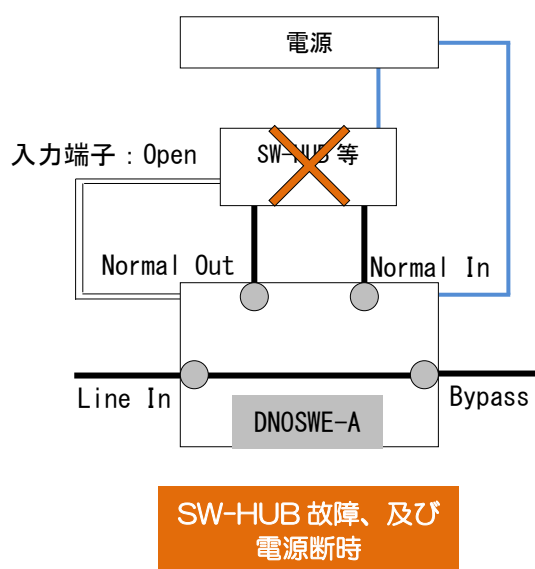 電源
入力端子：Open
SW-HUB 等
Normal Out
Normal In
Line In
Bypass
DNOSWE-A
SW-HUB 故障、及び
電源断時